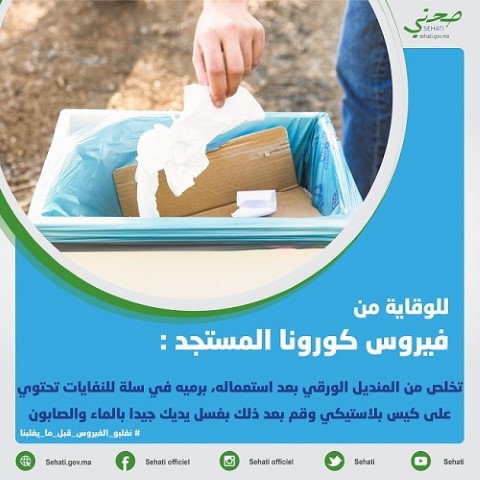 صحتي
SEHATI
sehati.gov.ma
للوقاية من
فيروس كورونا المستجد :
تخلص من المنديل الورقي بعد استعماله، برميه في سلة للنفايات تحتوي
على كيس بلاستيكي وقم بعد ذلك بغسل يديك جيدا بالماء والصابون
# نغلبو_الفيروس_قبل_ما_يغلبنا
Sehati.gov.ma
Sehati officiel
Sehati officiel
Sehati
Sehati